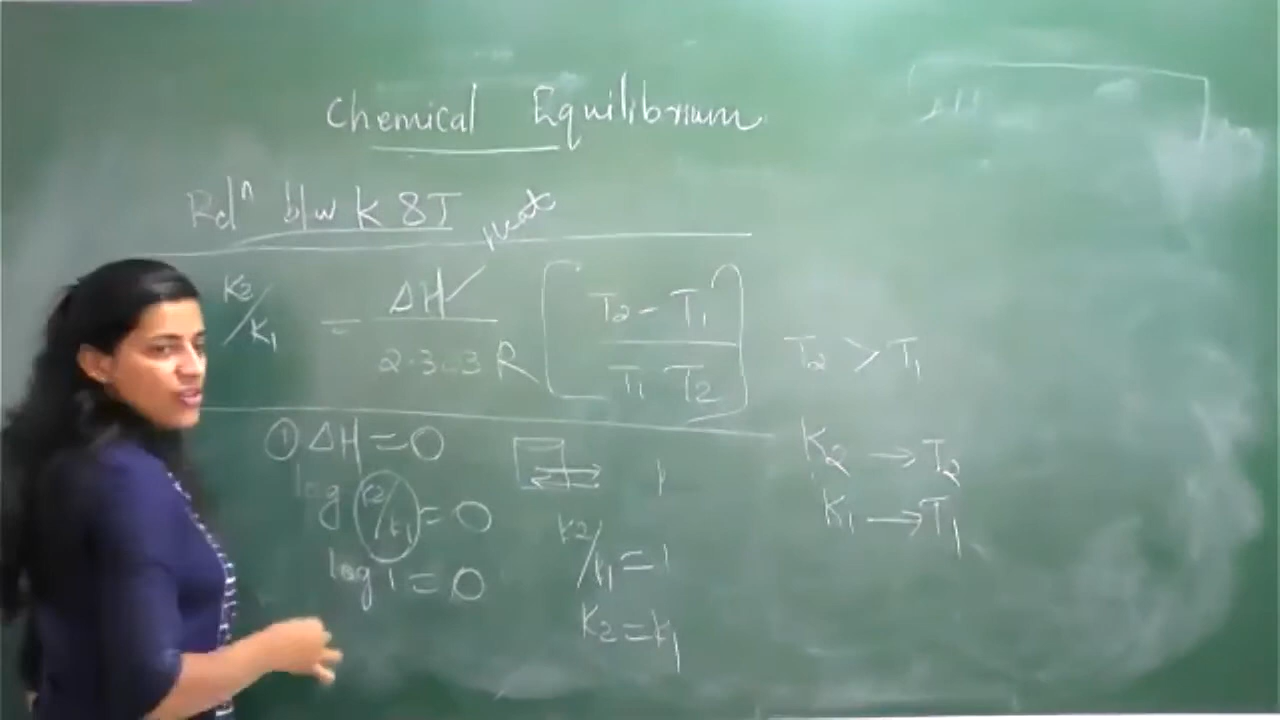 Chemical Equilibrium
Relⁿ b/w K & T
K2/K1 = ΔH✓ / 2.303 R [ T2 - T1 / T1 T2 ]
T2 > T1
① ΔH = 0
K2 → T2
log K2/K1 = 0
K1 → T1
K2/K1 = 1
log 1 = 0
K2 = K1